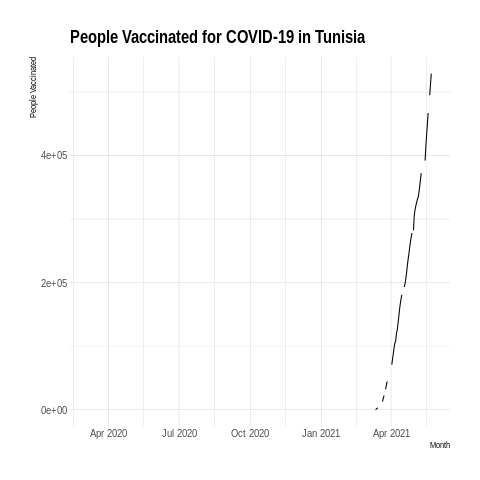 People Vaccinated for COVID-19 in Tunisia
People Vaccinated
4e+05
2e+05
0e+00
Apr 2020 Jul 2020 Oct 2020 Jan 2021 Apr 2021
Month